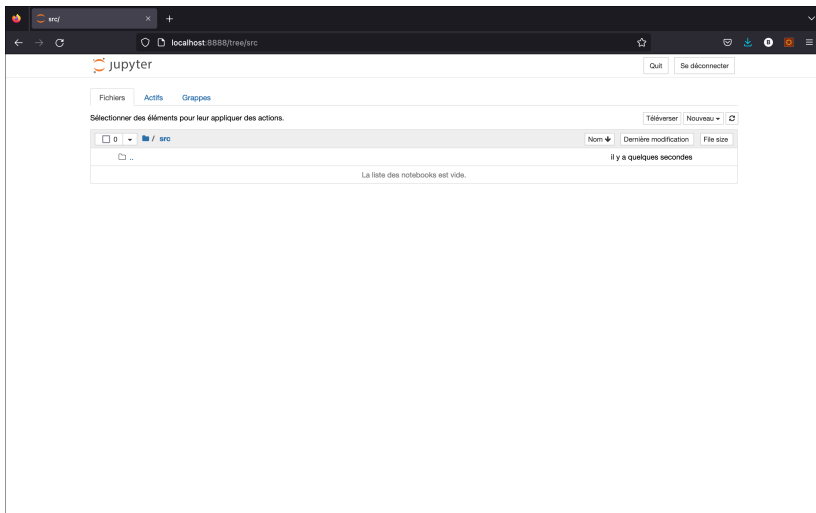 src/
localhost:8888/tree/src
jupyter
Quit
Se déconnecter
Fichiers
Actifs
Grappes
Sélectionner des éléments pour leur appliquer des actions.
Téléverser
Nouveau
0
/ src
Nom
Dernière modification
File size
..
il y a quelques secondes
La liste des notebooks est vide.